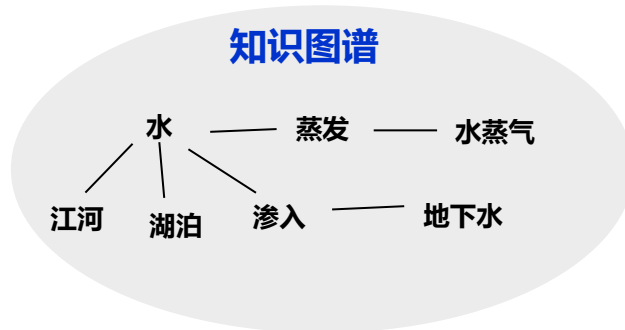 知识图谱
水 蒸发 水蒸气
江河 湖泊 渗入 地下水